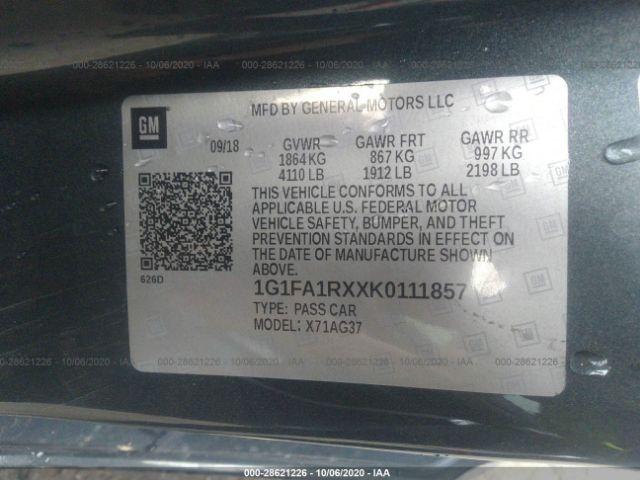 000-28621226 - 10/06/2020 - IAA
MFD BY GENERAL MOTORS LLC
GM
09/18
GVWR GAWR FRT GAWR RR
1864 KG 867 KG 997 KG
4110 LB 1912 LB 2198 LB
THIS VEHICLE CONFORMS TO ALL
APPLICABLE U.S. FEDERAL MOTOR
VEHICLE SAFETY, BUMPER, AND THEFT
PREVENTION STANDARDS IN EFFECT ON
THE DATE OF MANUFACTURE SHOWN
ABOVE.
626D
1G1FA1RXXK0111857
TYPE: PASS CAR
MODEL: X71AG37
000-28621226 - 10/06/2020 - IAA